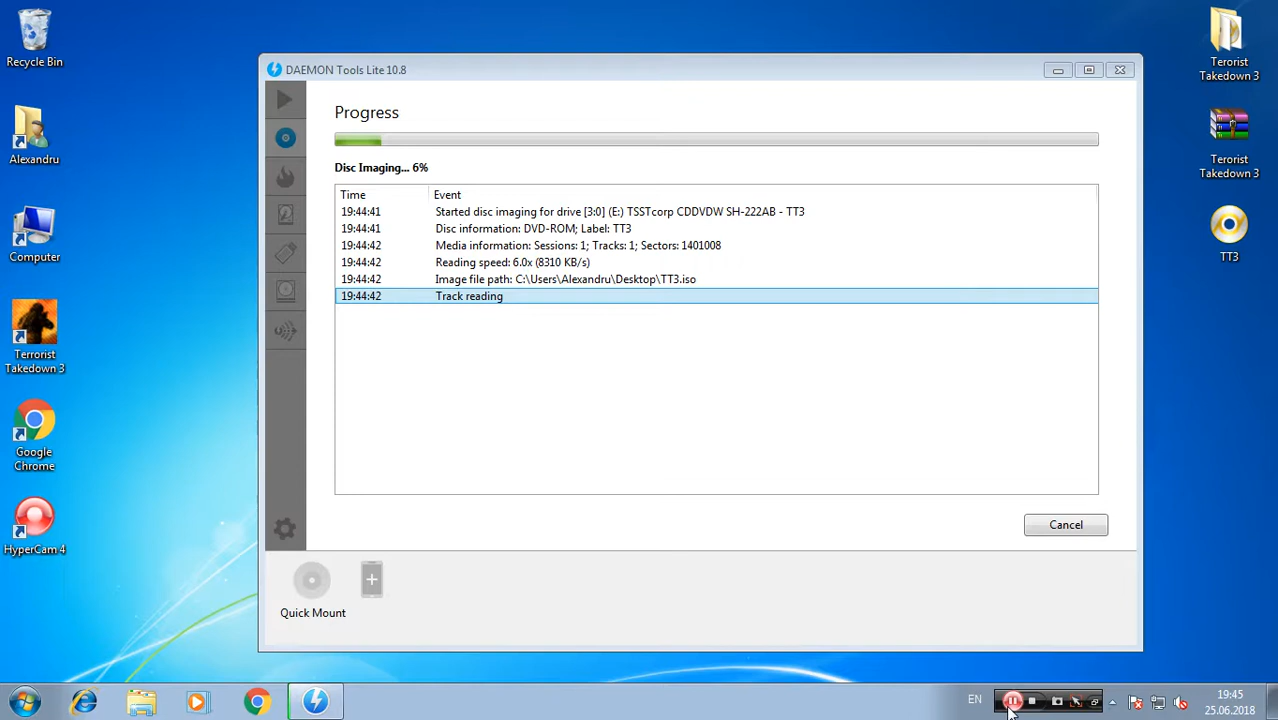 Recycle Bin
Alexandru
Computer
Terrorist
Takedown 3
Google
Chrome
HyperCam 4
DAEMON Tools Lite 10.8
Progress
Disc Imaging... 6%
Time Event
19:44:41 Started disc imaging for drive [3:0] (E:) TSSTcorp CDDVDW SH-222AB - TT3
19:44:41 Disc information: DVD-ROM; Label: TT3
19:44:42 Media information: Sessions: 1; Tracks: 1; Sectors: 1401008
19:44:42 Reading speed: 6.0x (8310 KB/s)
19:44:42 Image file path: C:\Users\Alexandru\Desktop\TT3.iso
19:44:42 Track reading
Cancel
Quick Mount
Terorist
Takedown 3
Terorist
Takedown 3
TT3
EN
19:45
25.06.2018